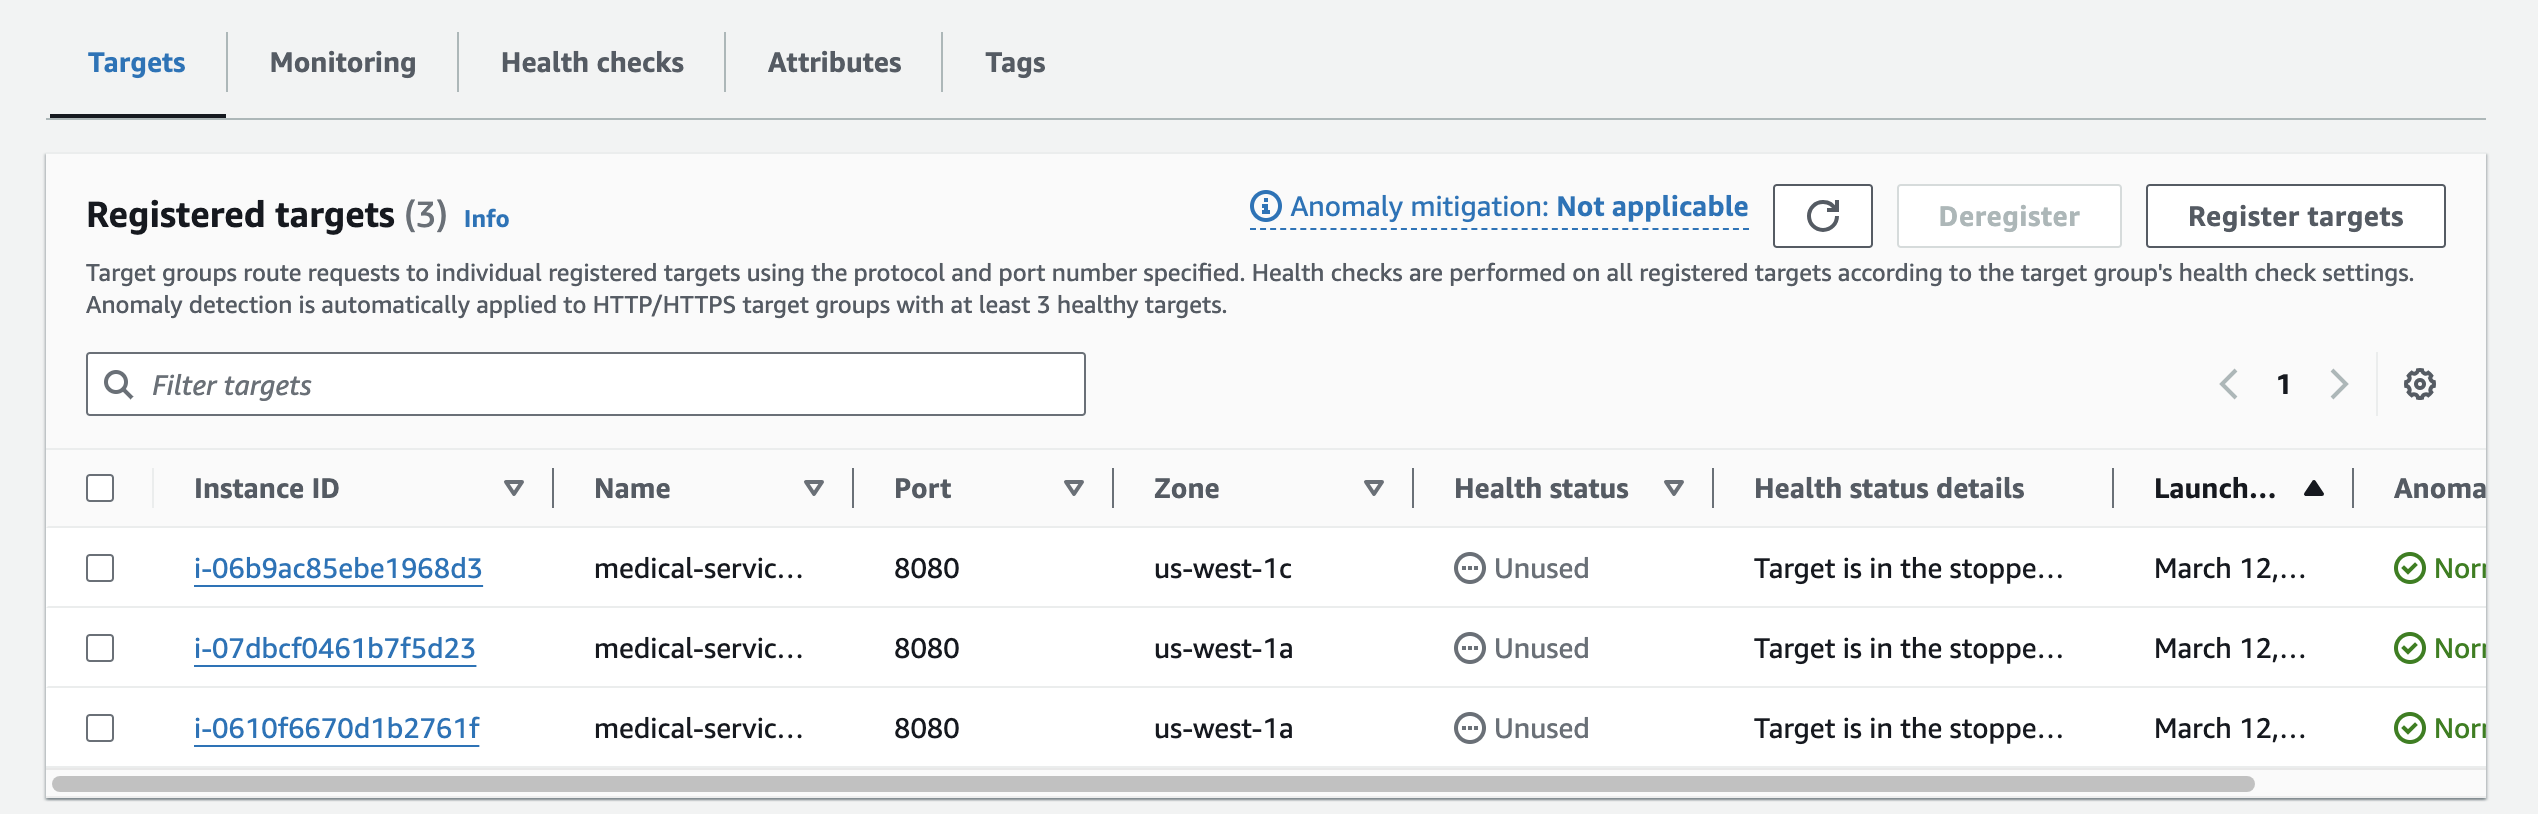 Targets Monitoring Health checks Attributes Tags
Registered targets (3) Info
Anomaly mitigation: Not applicable
Deregister
Register targets
Target groups route requests to individual registered targets using the protocol and port number specified. Health checks are performed on all registered targets according to the target group's health check settings.
Anomaly detection is automatically applied to HTTP/HTTPS target groups with at least 3 healthy targets.
Filter targets
1
Instance ID Name Port Zone Health status Health status details Launch... Anoma
i-06b9ac85ebe1968d3 medical-servic... 8080 us-west-1c Unused Target is in the stoppe... March 12,... Norr
i-07dbcf0461b7f5d23 medical-servic... 8080 us-west-1a Unused Target is in the stoppe... March 12,... Norr
i-0610f6670d1b2761f medical-servic... 8080 us-west-1a Unused Target is in the stoppe... March 12,... Norr